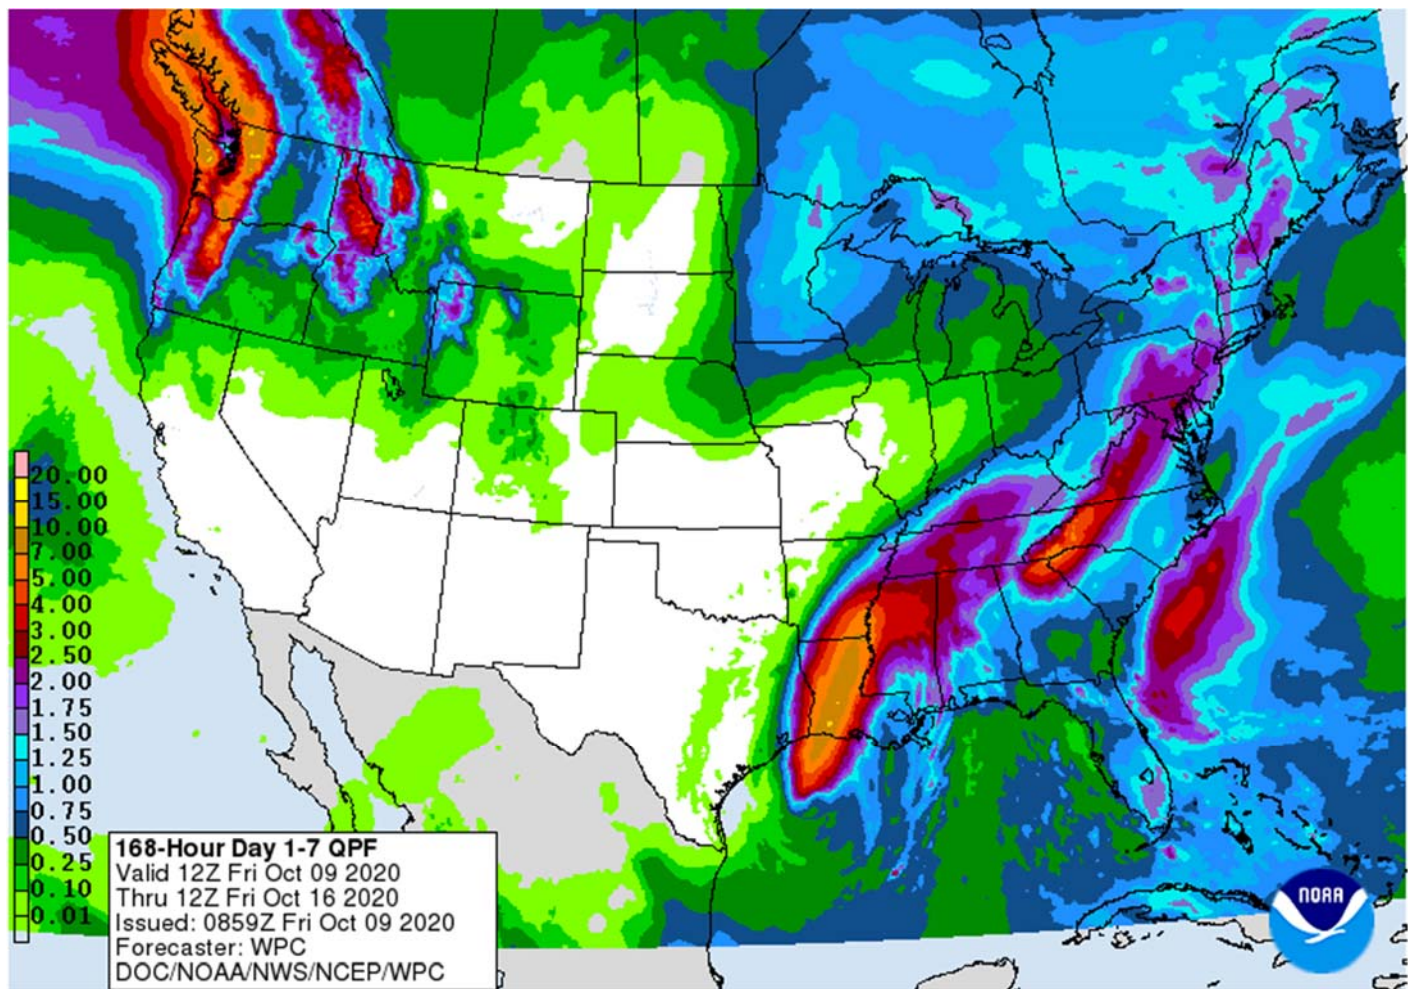 20.00
15.00
10.00
7.00
5.00
4.00
3.00
2.50
2.00
1.75
1.50
1.25
1.00
0.75
0.50
0.25
0.10
0.01
168-Hour Day 1-7 QPF
Valid 12Z Fri Oct 09 2020
Thru 12Z Fri Oct 16 2020
Issued: 0859Z Fri Oct 09 2020
Forecaster: WPC
DOC/NOAA/NWS/NCEP/WPC
NOAA